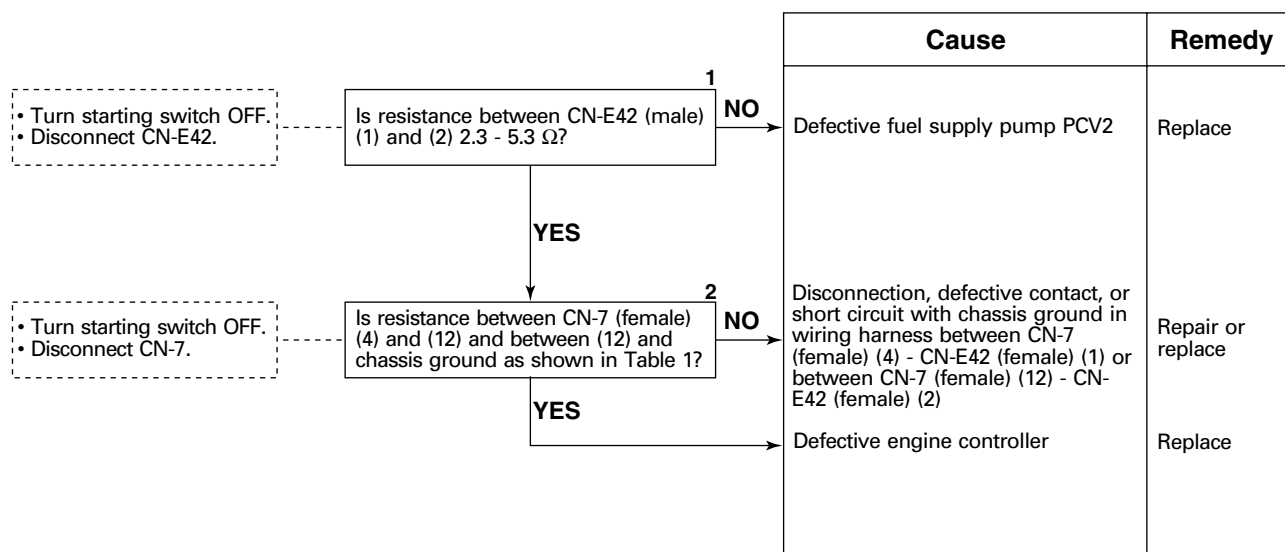 Cause
Remedy
• Turn starting switch OFF.
• Disconnect CN-E42.
1
Is resistance between CN-E42 (male)
(1) and (2) 2.3 - 5.3 Ω?
NO
Defective fuel supply pump PCV2
Replace
YES
• Turn starting switch OFF.
• Disconnect CN-7.
2
Is resistance between CN-7 (female)
(4) and (12) and between (12) and
chassis ground as shown in Table 1?
NO
Disconnection, defective contact, or
short circuit with chassis ground in
wiring harness between CN-7
(female) (4) - CN-E42 (female) (1) or
between CN-7 (female) (12) - CN-
E42 (female) (2)
Repair or
replace
YES
Defective engine controller
Replace